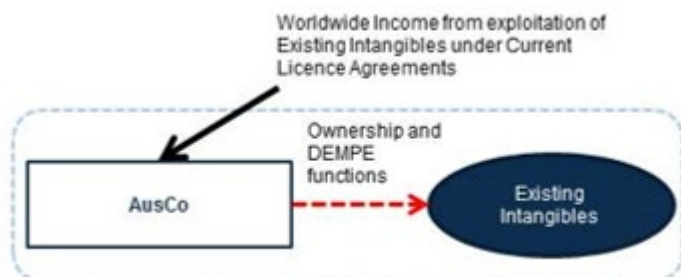 Worldwide Income from exploitation of
Existing Intangibles under Current
Licence Agreements
Ownership and
DEMPE
functions
AusCo
Existing
Intangibles